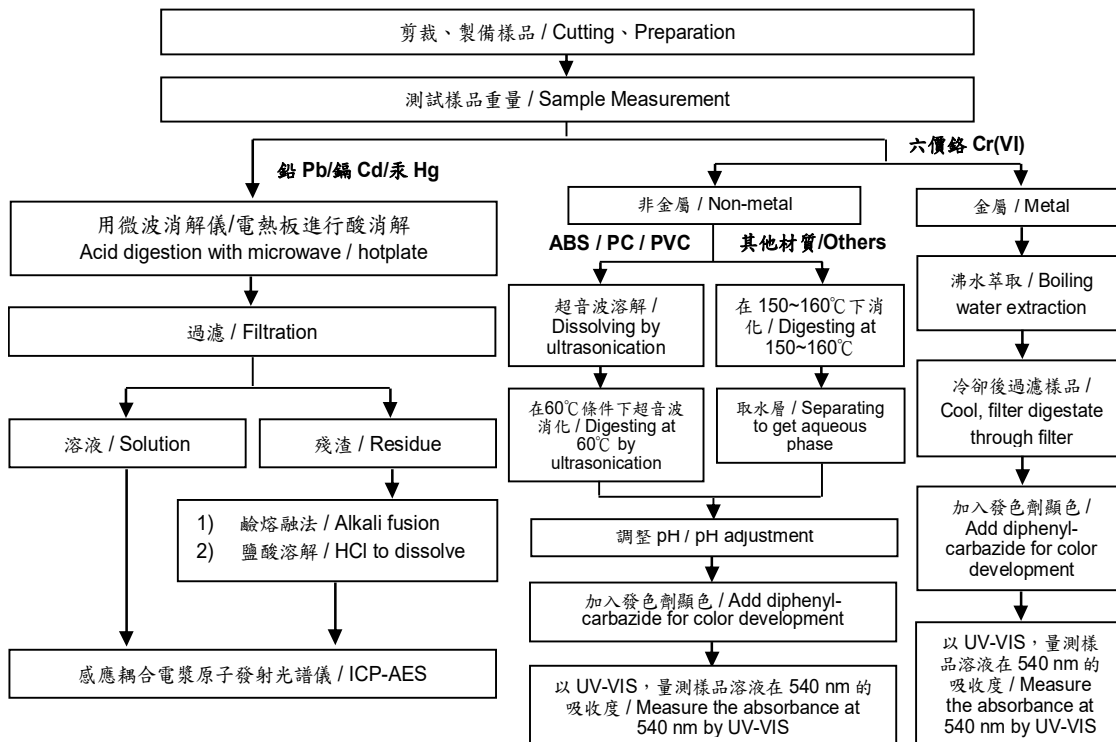 剪裁、製備樣品 / Cutting、Preparation
測試樣品重量 / Sample Measurement
鉛 Pb/鎘 Cd/汞 Hg
六價鉻 Cr(VI)
用微波消解儀/電熱板進行酸消解
Acid digestion with microwave / hotplate
過濾 / Filtration
溶液 / Solution
殘渣 / Residue
1) 鹼熔融法 / Alkali fusion
2) 鹽酸溶解 / HCl to dissolve
感應耦合電漿原子發射光譜儀 / ICP-AES
非金屬 / Non-metal
ABS / PC / PVC
其他材質/Others
超音波溶解 /
Dissolving by
ultrasonication
在 150~160℃下消
化 / Digesting at
150~160℃
在60℃條件下超音波
消化 / Digesting at
60℃ by
ultrasonication
取水層 / Separating
to get aqueous
phase
調整 pH / pH adjustment
加入發色劑顯色 / Add diphenyl-
carbazide for color development
以 UV-VIS，量測樣品溶液在 540 nm 的
吸收度 / Measure the absorbance at
540 nm by UV-VIS
金屬 / Metal
沸水萃取 / Boiling
water extraction
冷卻後過濾樣品 /
Cool, filter digestate
through filter
加入發色劑顯色 /
Add diphenyl-
carbazide for color
development
以 UV-VIS，量測樣
品溶液在 540 nm 的
吸收度 / Measure
the absorbance at
540 nm by UV-VIS